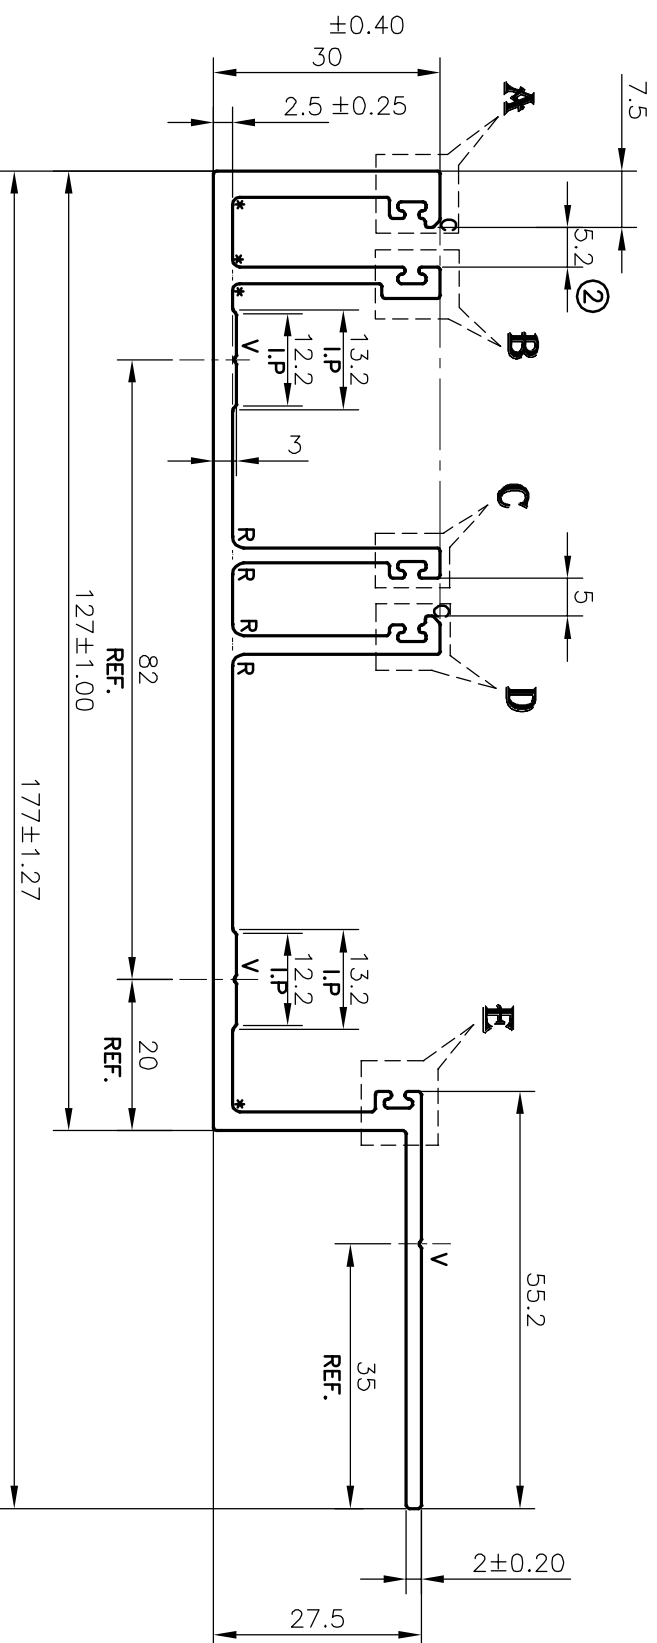 ±0.40
30
2.5 ±0.25
7.5
A
C
5.2
②
B
*
*
*
V
12.2
I.P
13.2
I.P
3
C
R
R
R
R
5
C
D
82
REF.
127±1.00
177±1.27
V
12.2
I.P
13.2
I.P
20
REF.
E
*
V
55.2
35
REF.
2±0.20
27.5